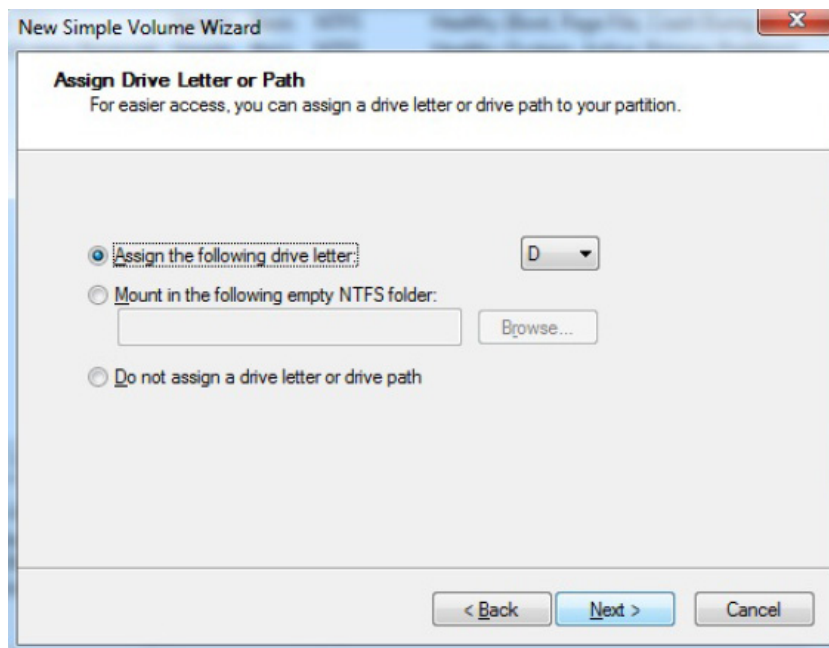 New Simple Volume Wizard
Assign Drive Letter or Path
For easier access, you can assign a drive letter or drive path to your partition.
Assign the following drive letter: D
Mount in the following empty NTFS folder:
Browse...
Do not assign a drive letter or drive path
< Back Next > Cancel